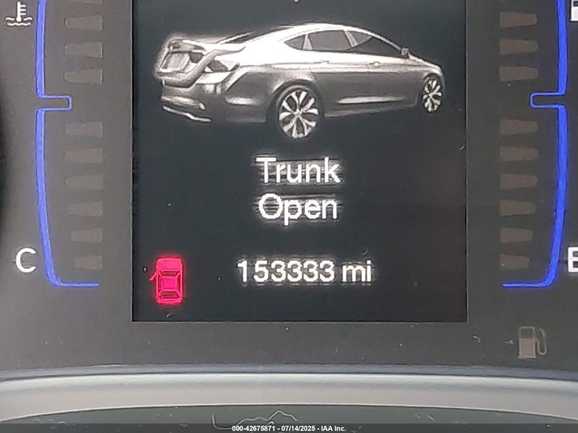 Trunk
Open
C
153333 mi
E
000-42675871 - 07/14/2025 - IAA Inc.